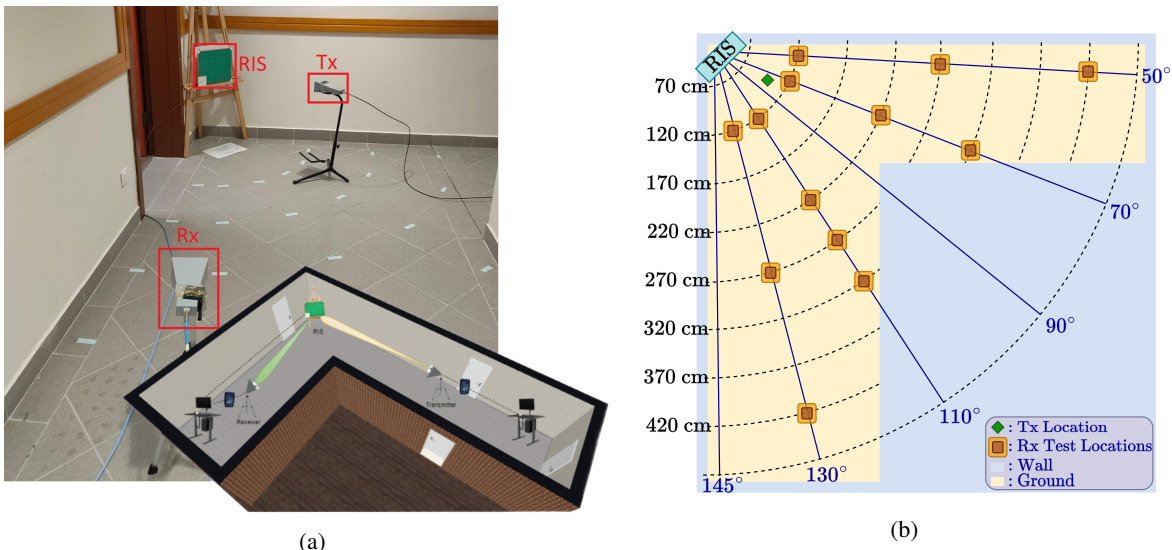 RIS
Tx
Rx
RIS
Transmitter
Receiver
(a)
RIS
70 cm
120 cm
170 cm
220 cm
270 cm
320 cm
370 cm
420 cm
50°
70°
90°
110°
130°
145°
: Tx Location
: Rx Test Locations
: Wall
: Ground
(b)